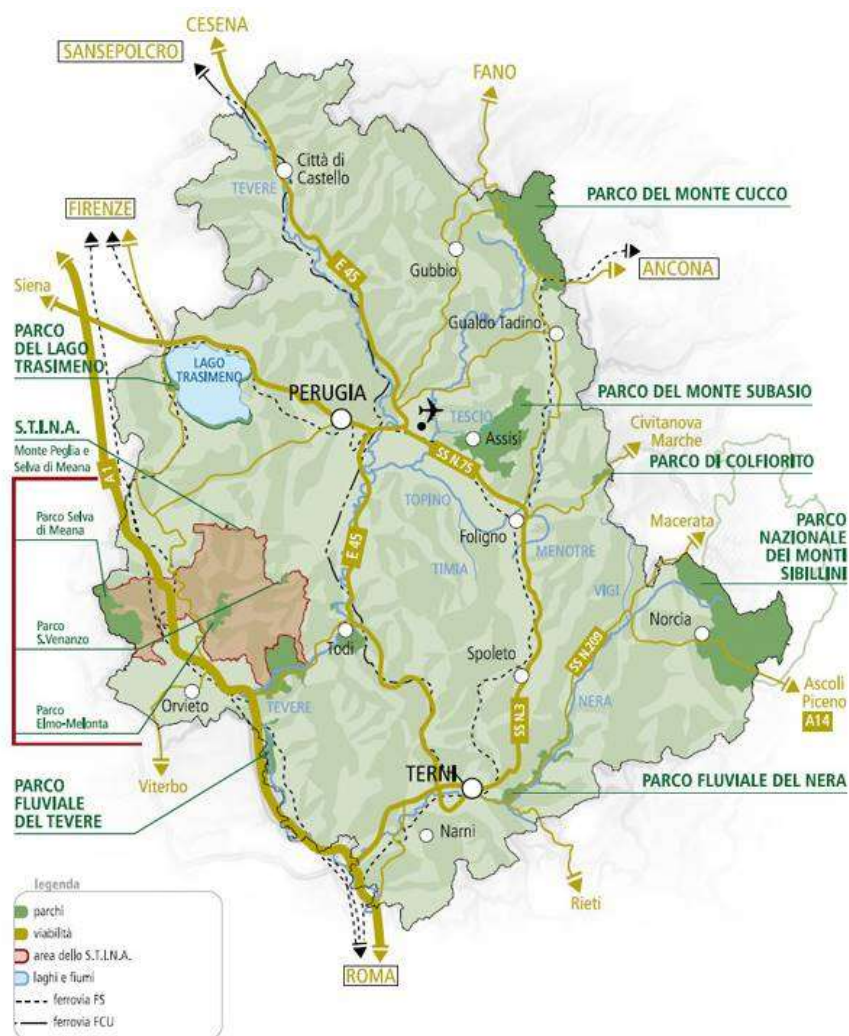 CESENA
SANSEPOLCRO
FANO
Città di
Castello
TEVERE
PARCO DEL MONTE CUCCO
FIRENZE
E 45
Gubbio
ANCONA
Siena
Gualdo Tadino
PARCO
DEL LAGO
TRASIMENO
LAGO
TRASIMENO
PERUGIA
PARCO DEL MONTE SUBASIO
TESCIO
Assisi
S.T.I.N.A.
Monte Peglia e
Selva di Meana
Civitanova
Marche
SS N.75
PARCO DI COLFIORITO
A1
TOPINO
Parco Selva
di Meana
Foligno
Macerata
PARCO
NAZIONALE
DEI MONTI
SIBILLINI
E 45
MENOTRE
TIMIA
VIGI
Parco
S.Venanzo
Norcia
Todi
Spoleto
SS N.209
Parco
Elmo-Melonta
Orvieto
TEVERE
SS N.3
NERA
Ascoli
Piceno
A14
Viterbo
TERNI
PARCO FLUVIALE DEL NERA
PARCO
FLUVIALE
DEL TEVERE
Narni
Rieti
ROMA
legenda
parchi
viabilità
area dello S.T.I.N.A.
laghi e fiumi
ferrovia FS
ferrovia FCU